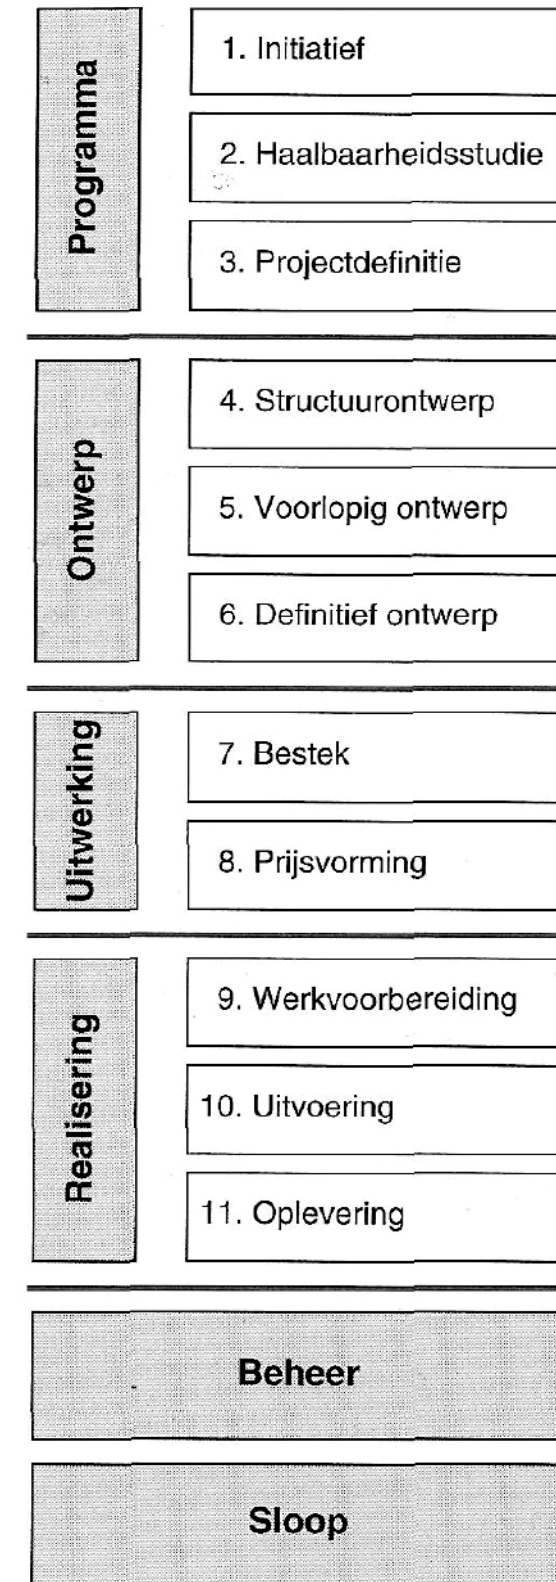 Programma
1. Initiatief
2. Haalbaarheidsstudie
3. Projectdefinitie
Ontwerp
4. Structuurontwerp
5. Voorlopig ontwerp
6. Definitief ontwerp
Uitwerking
7. Bestek
8. Prijsvorming
Realisering
9. Werkvoorbereiding
10. Uitvoering
11. Oplevering
Beheer
Sloop